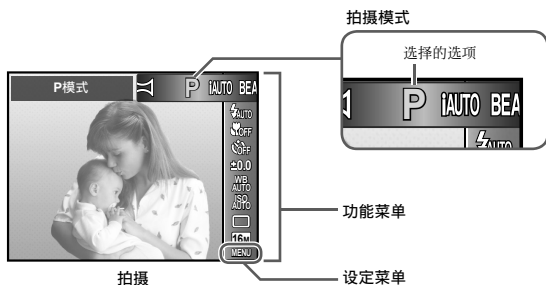 拍摄模式
选择的选项
P iAUTO BEA
P模式 P iAUTO BEA
AUTO
AUTO
OFF
OFF
±0.0
WB
AUTO
ISO
AUTO
16M
MENU
功能菜单
设定菜单
拍摄